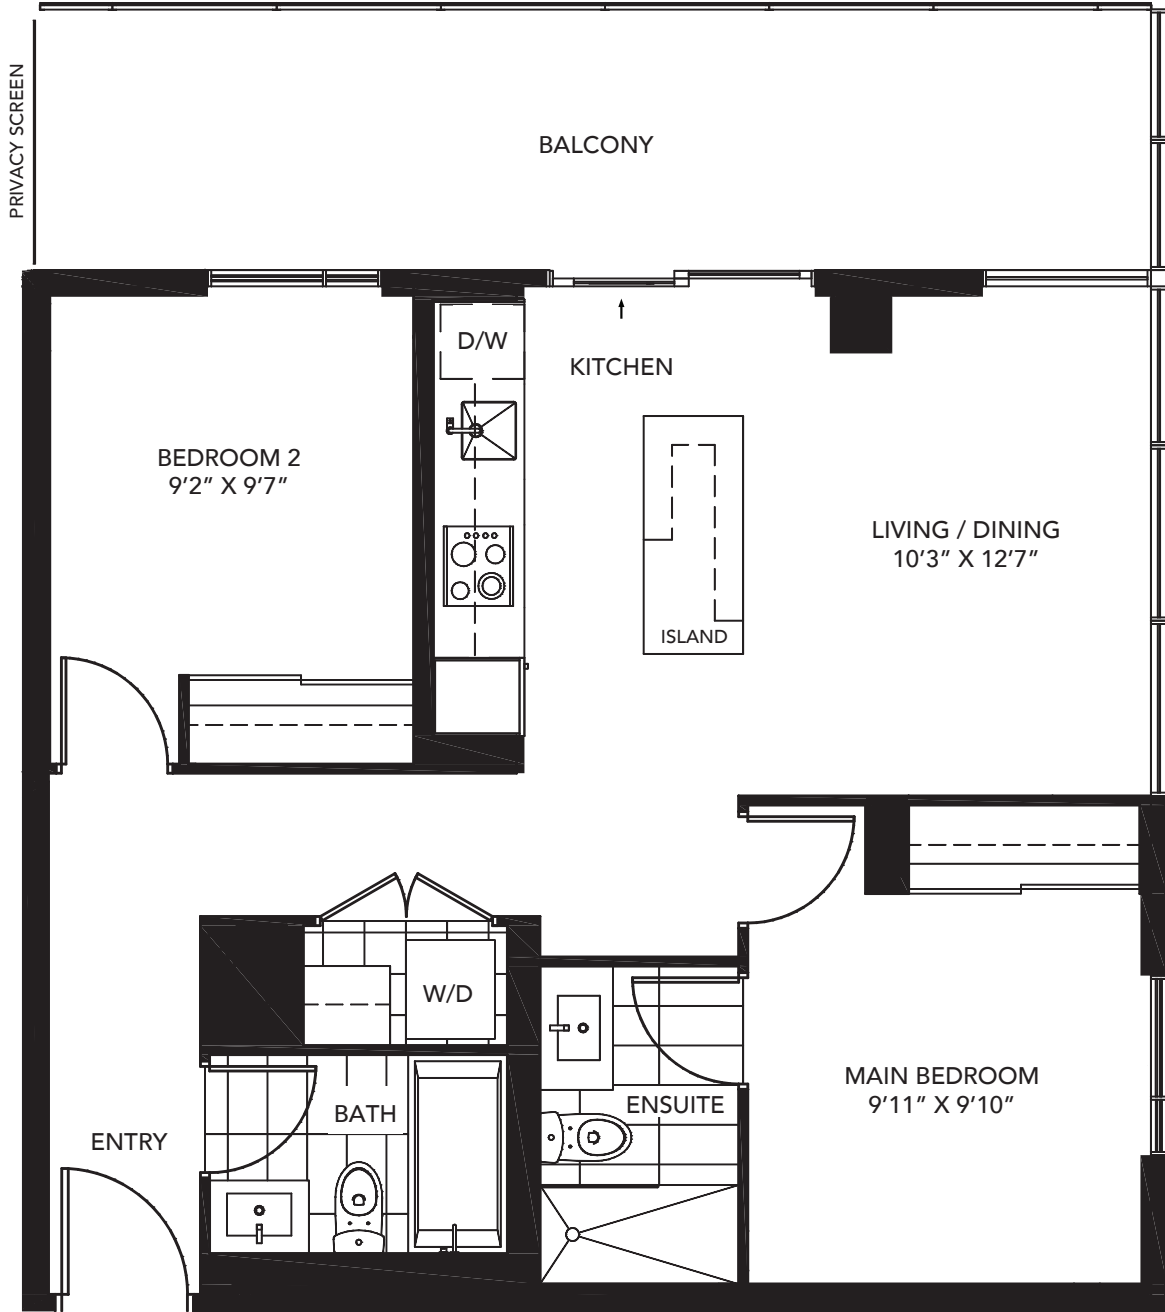 PRIVACY SCREEN
BALCONY
D/W
KITCHEN
BEDROOM 2
9’2” X 9’7”
LIVING / DINING
10’3” X 12’7”
ISLAND
W/D
MAIN BEDROOM
9’11” X 9’10”
ENSUITE
BATH
ENTRY